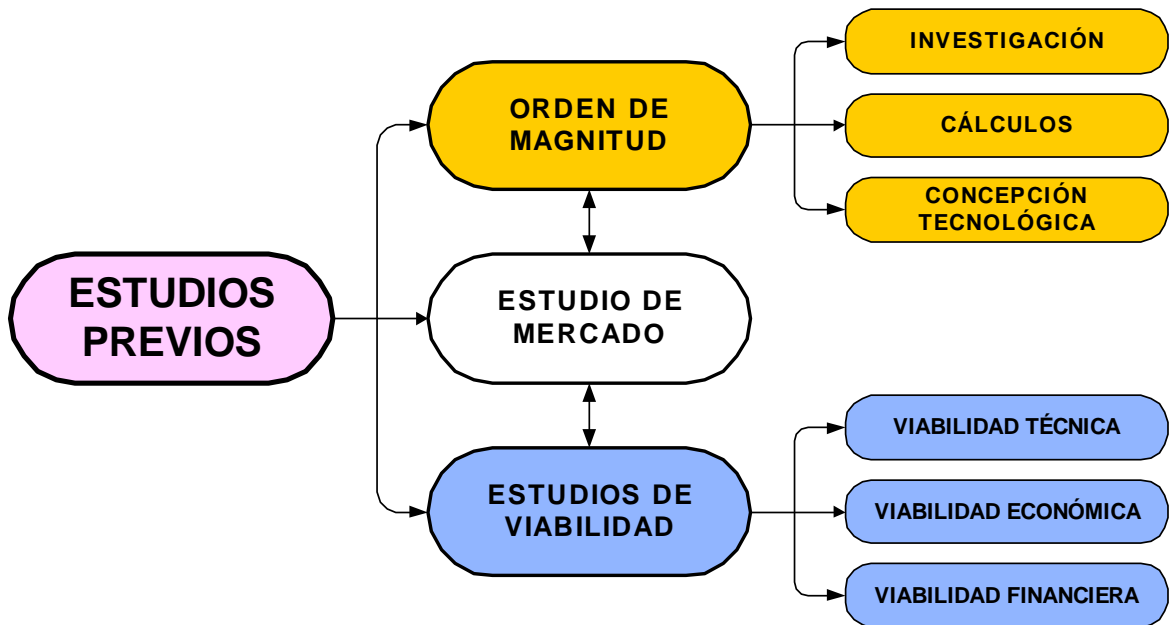 ESTUDIOS
PREVIOS
ORDEN DE
MAGNITUD
ESTUDIO DE
MERCADO
ESTUDIOS DE
VIABILIDAD
INVESTIGACIÓN
CÁLCULOS
CONCEPCIÓN
TECNOLÓGICA
VIABILIDAD TÉCNICA
VIABILIDAD ECONÓMICA
VIABILIDAD FINANCIERA